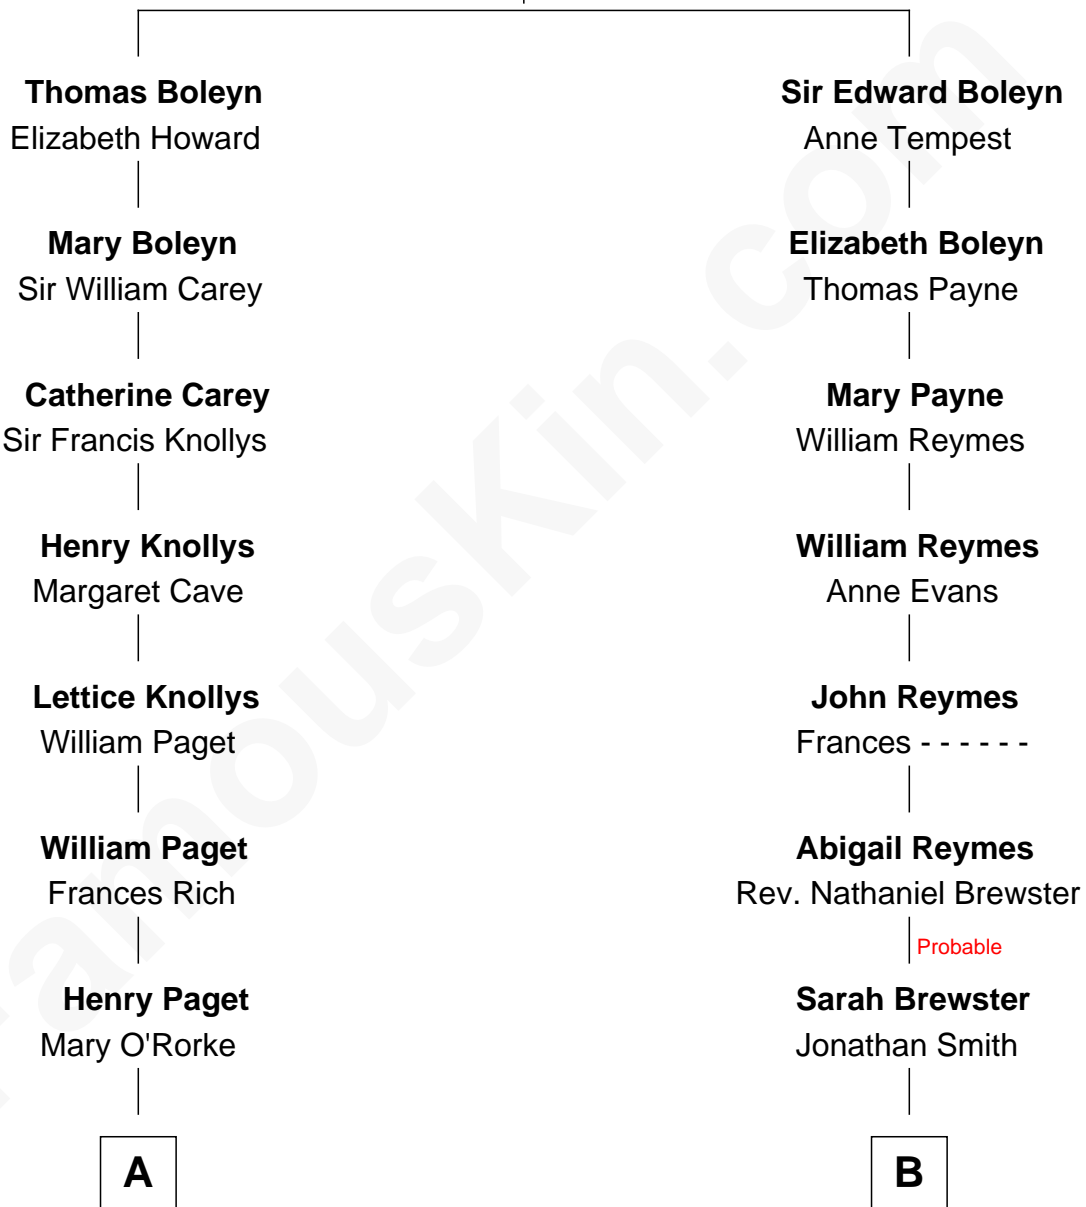 Thomas Boleyn
Elizabeth Howard
Mary Boleyn
Sir William Carey
Catherine Carey
Sir Francis Knollys
Henry Knollys
Margaret Cave
Lettice Knollys
William Paget
William Paget
Frances Rich
Henry Paget
Mary O'Rorke
A
Sir Edward Boleyn
Anne Tempest
Elizabeth Boleyn
Thomas Payne
Mary Payne
William Reymes
William Reymes
Anne Evans
John Reymes
Frances - - - - - -
Abigail Reymes
Rev. Nathaniel Brewster
Probable
Sarah Brewster
Jonathan Smith
B
FamousKin.com